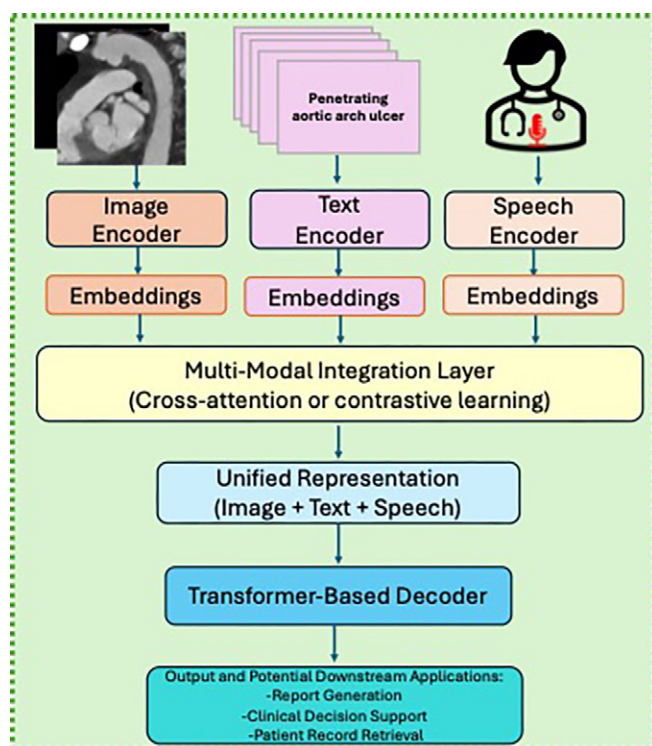 Penetrating
aortic arch ulcer
Image
Encoder
Text
Encoder
Speech
Encoder
Embeddings
Embeddings
Embeddings
Multi-Modal Integration Layer
(Cross-attention or contrastive learning)
Unified Representation
(Image + Text + Speech)
Transformer-Based Decoder
Output and Potential Downstream Applications:
-Report Generation
-Clinical Decision Support
-Patient Record Retrieval